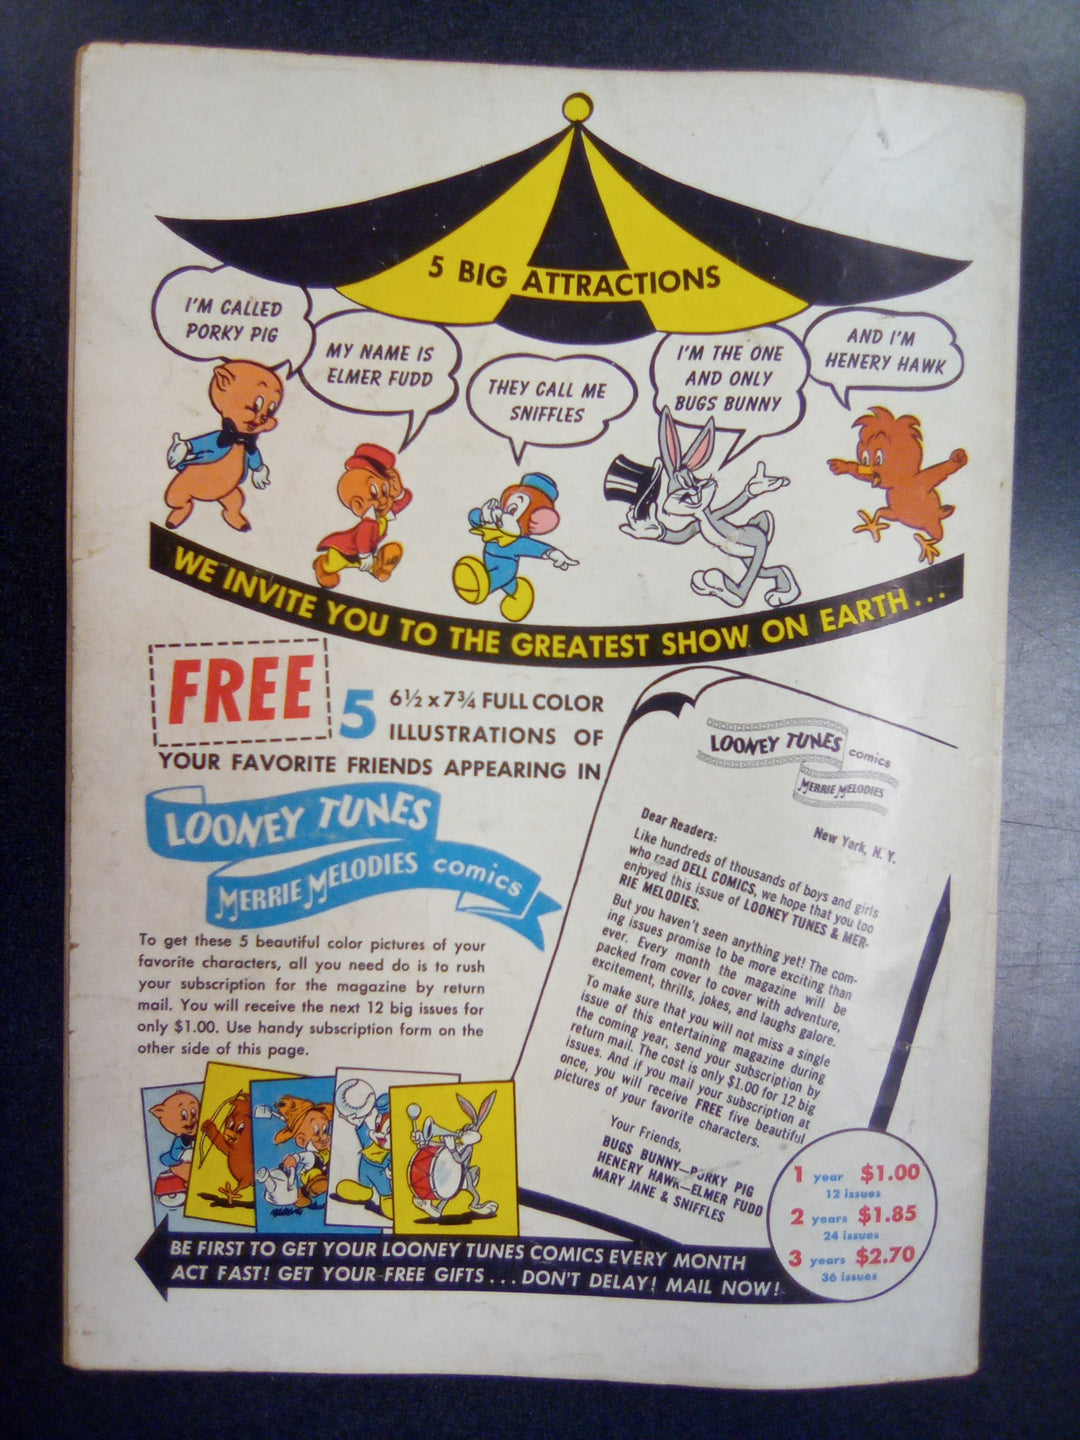 5 BIG ATTRACTIONS
I'M CALLED
PORKY PIG
MY NAME IS
ELMER FUDD
THEY CALL ME
SNIFFLES
I'M THE ONE
AND ONLY
BUGS BUNNY
AND I'M
HENERY HAWK
WE INVITE YOU TO THE GREATEST SHOW ON EARTH...
FREE
5 6½ x 7¾ FULL COLOR
ILLUSTRATIONS OF
YOUR FAVORITE FRIENDS APPEARING IN
LOONEY TUNES
MERRIE MELODIES comics
To get these 5 beautiful color pictures of your
favorite characters, all you need do is to rush
your subscription for the magazine by return
mail. You will receive the next 12 big issues for
only $1.00. Use handy subscription form on the
other side of this page.
LOONEY TUNES comics
MERRIE MELODIES
New York, N. Y.
Dear Readers:
Like hundreds of thousands of boys and girls
who read DELL COMICS, we hope that you too
enjoyed this issue of LOONEY TUNES & MER-
RIE MELODIES.
But you haven't seen anything yet! The com-
ing issues promise to be more exciting than
ever. Every month the magazine will be
packed from cover to cover with adventure,
excitement, thrills, jokes, and laughs galore.
To make sure that you will not miss a single
issue of this entertaining magazine during
the coming year, send your subscription by
return mail. The cost is only $1.00 for 12 big
issues. And if you mail your subscription at
once, you will receive FREE five beautiful
pictures of your favorite characters.
Your Friends,
BUGS BUNNY—PORKY PIG
HENERY HAWK—ELMER FUDD
MARY JANE & SNIFFLES
1 year $1.00
12 issues
2 years $1.85
24 issues
3 years $2.70
36 issues
BE FIRST TO GET YOUR LOONEY TUNES COMICS EVERY MONTH
ACT FAST! GET YOUR FREE GIFTS... DON'T DELAY! MAIL NOW!